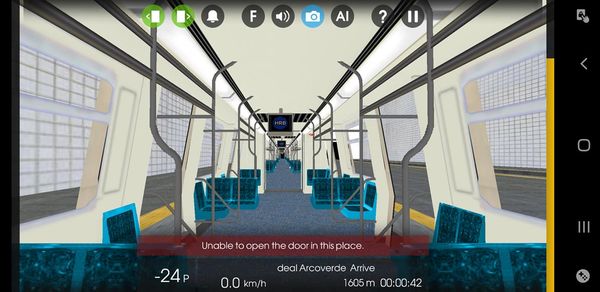 F AI ?
HRB
Unable to open the door in this place.
-24 P 0.0 km/h
deal Arcoverde Arrive
1605 m 00:00:42